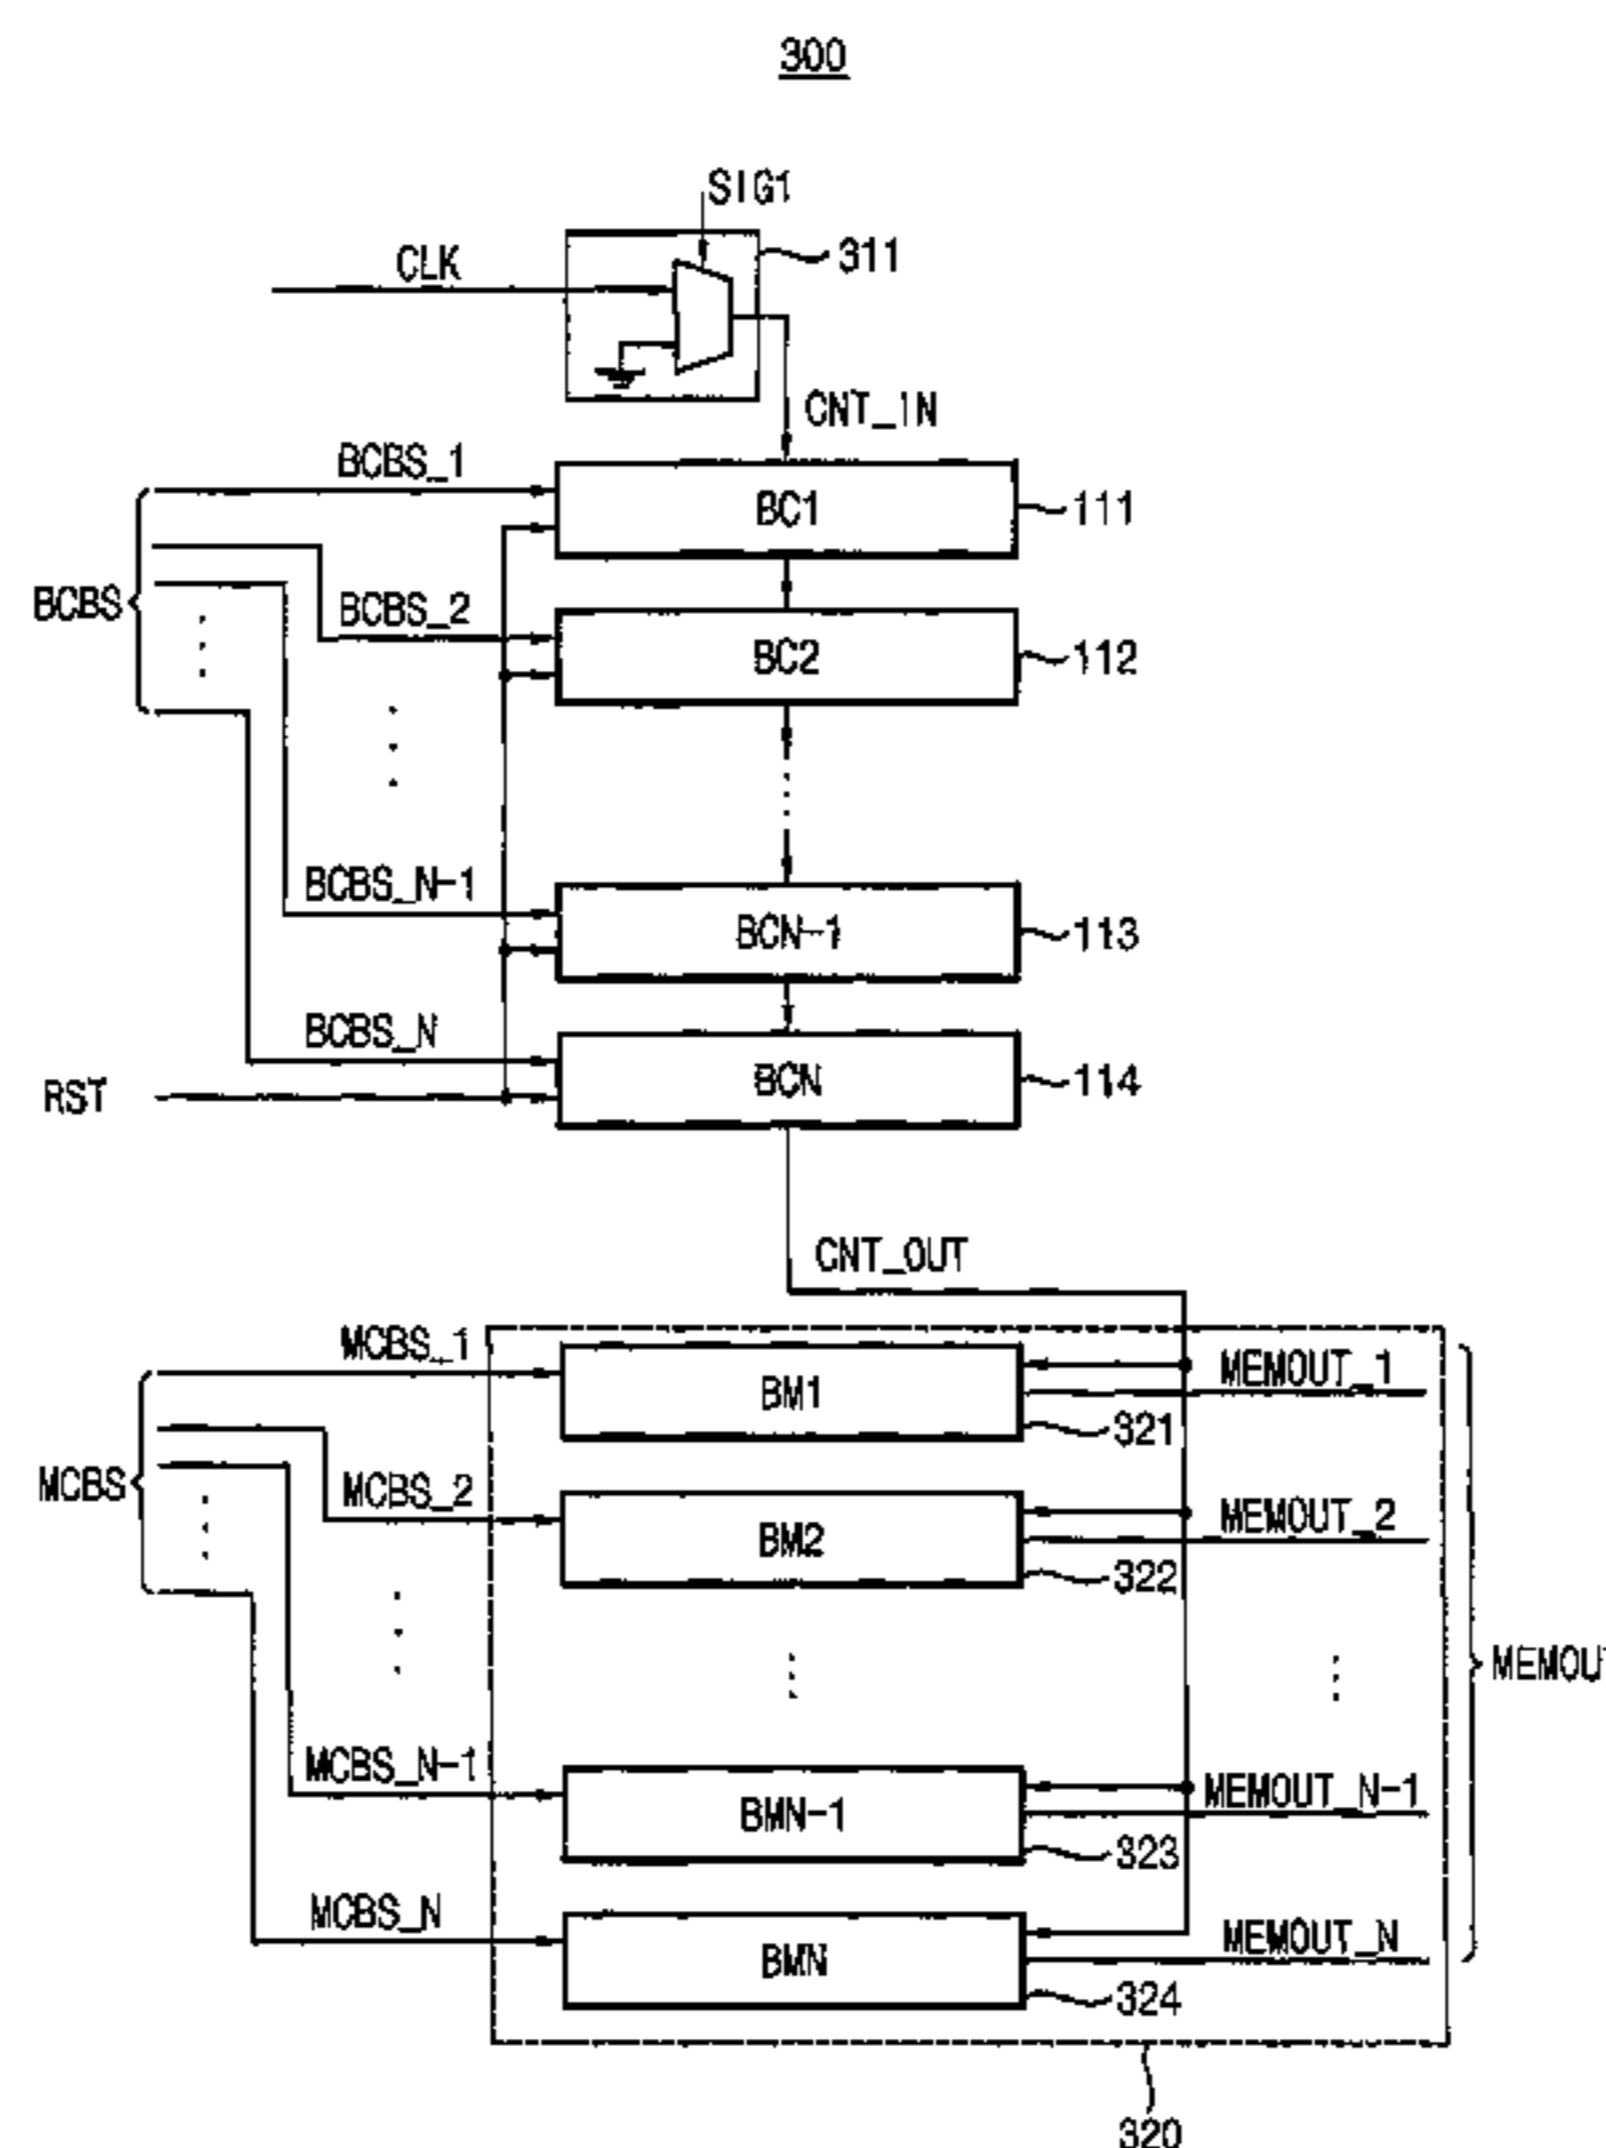 300
SIG1
CLK
311
CNT_IN
BCBS_1
BC1
111
BCBS
BCBS_2
BC2
112
BCBS_N-1
BCN-1
113
BCBS_N
BCN
114
RST
CNT_OUT
MCBS_1
BM1
MEMOUT_1
321
MCBS
MCBS_2
BM2
MEMOUT_2
322
MEMOU
MCBS_N-1
BMN-1
MEMOUT_N-1
323
MCBS_N
BMN
MEMOUT_N
324
320